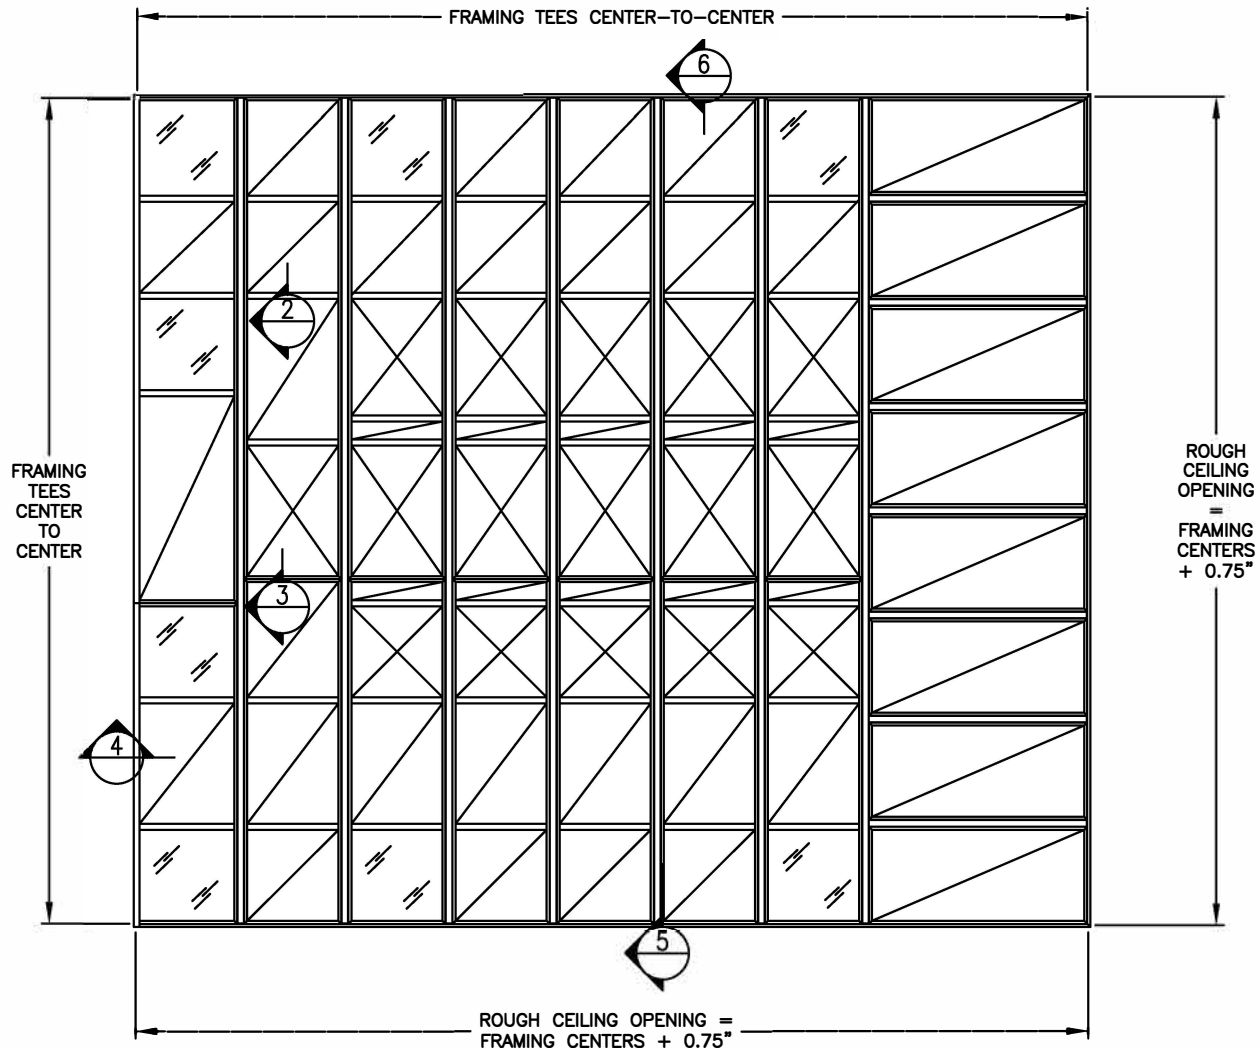 FRAMING TEES CENTER-TO-CENTER
6
2
FRAMING
TEES
CENTER
TO
CENTER
ROUGH
CEILING
OPENING
=
FRAMING
CENTERS
+ 0.75"
3
4
5
ROUGH CEILING OPENING =
FRAMING CENTERS + 0.75"